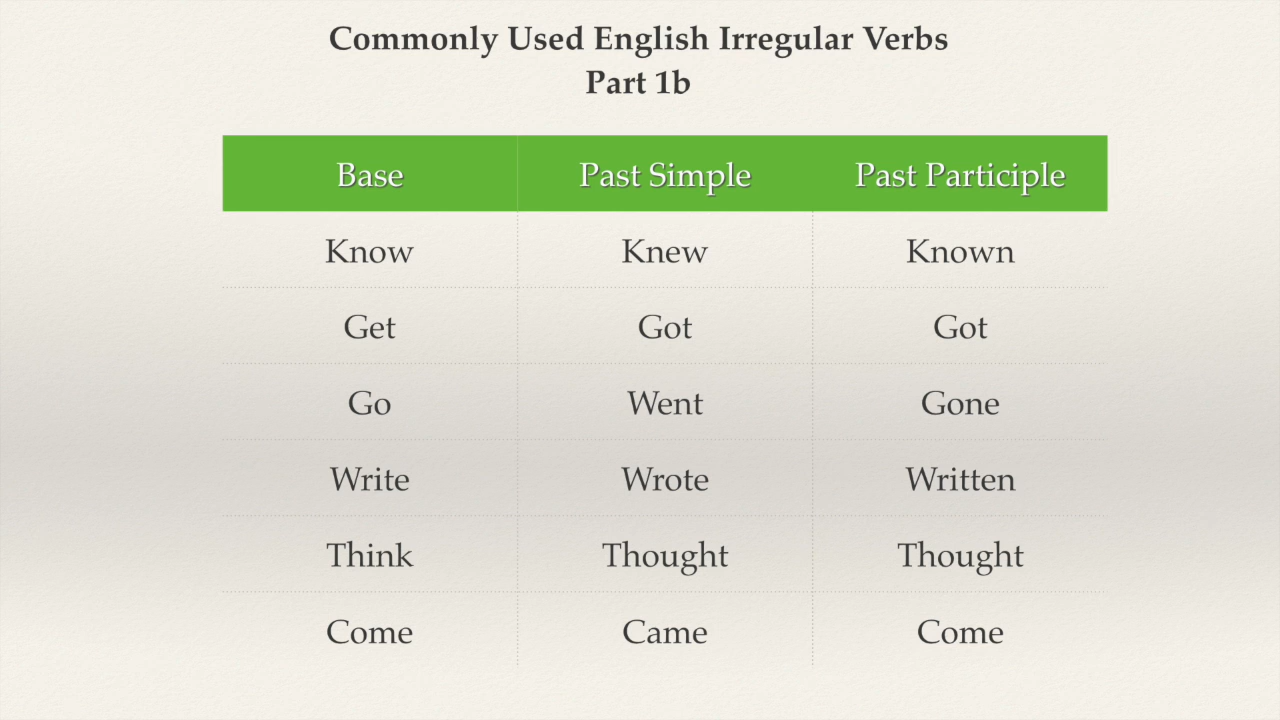 Commonly Used English Irregular Verbs
Part 1b
Base Past Simple Past Participle
Know Knew Known
Get Got Got
Go Went Gone
Write Wrote Written
Think Thought Thought
Come Came Come